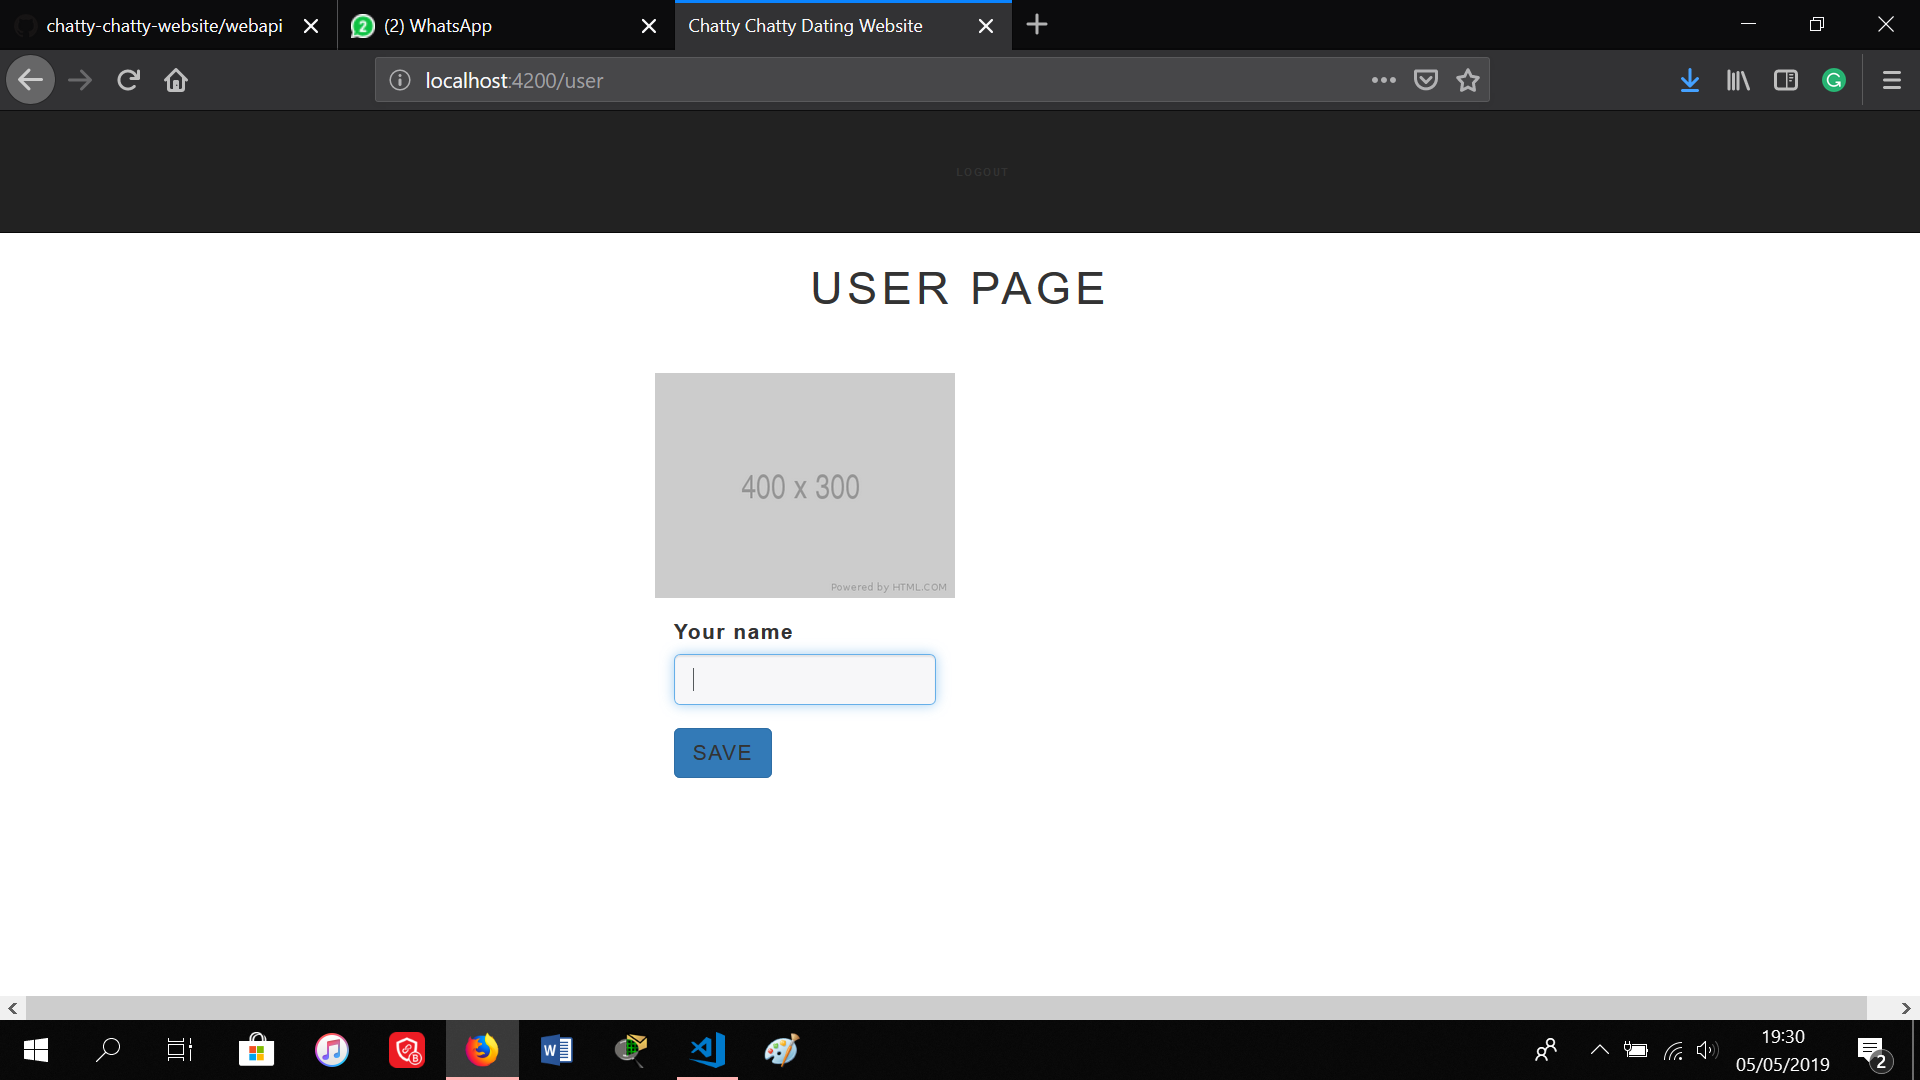 chatty-chatty-website/webapi
(2) WhatsApp
Chatty Chatty Dating Website
localhost:4200/user
LOGOUT
USER PAGE
400 x 300
Powered by HTML.COM
Your name
SAVE
19:30
05/05/2019
2